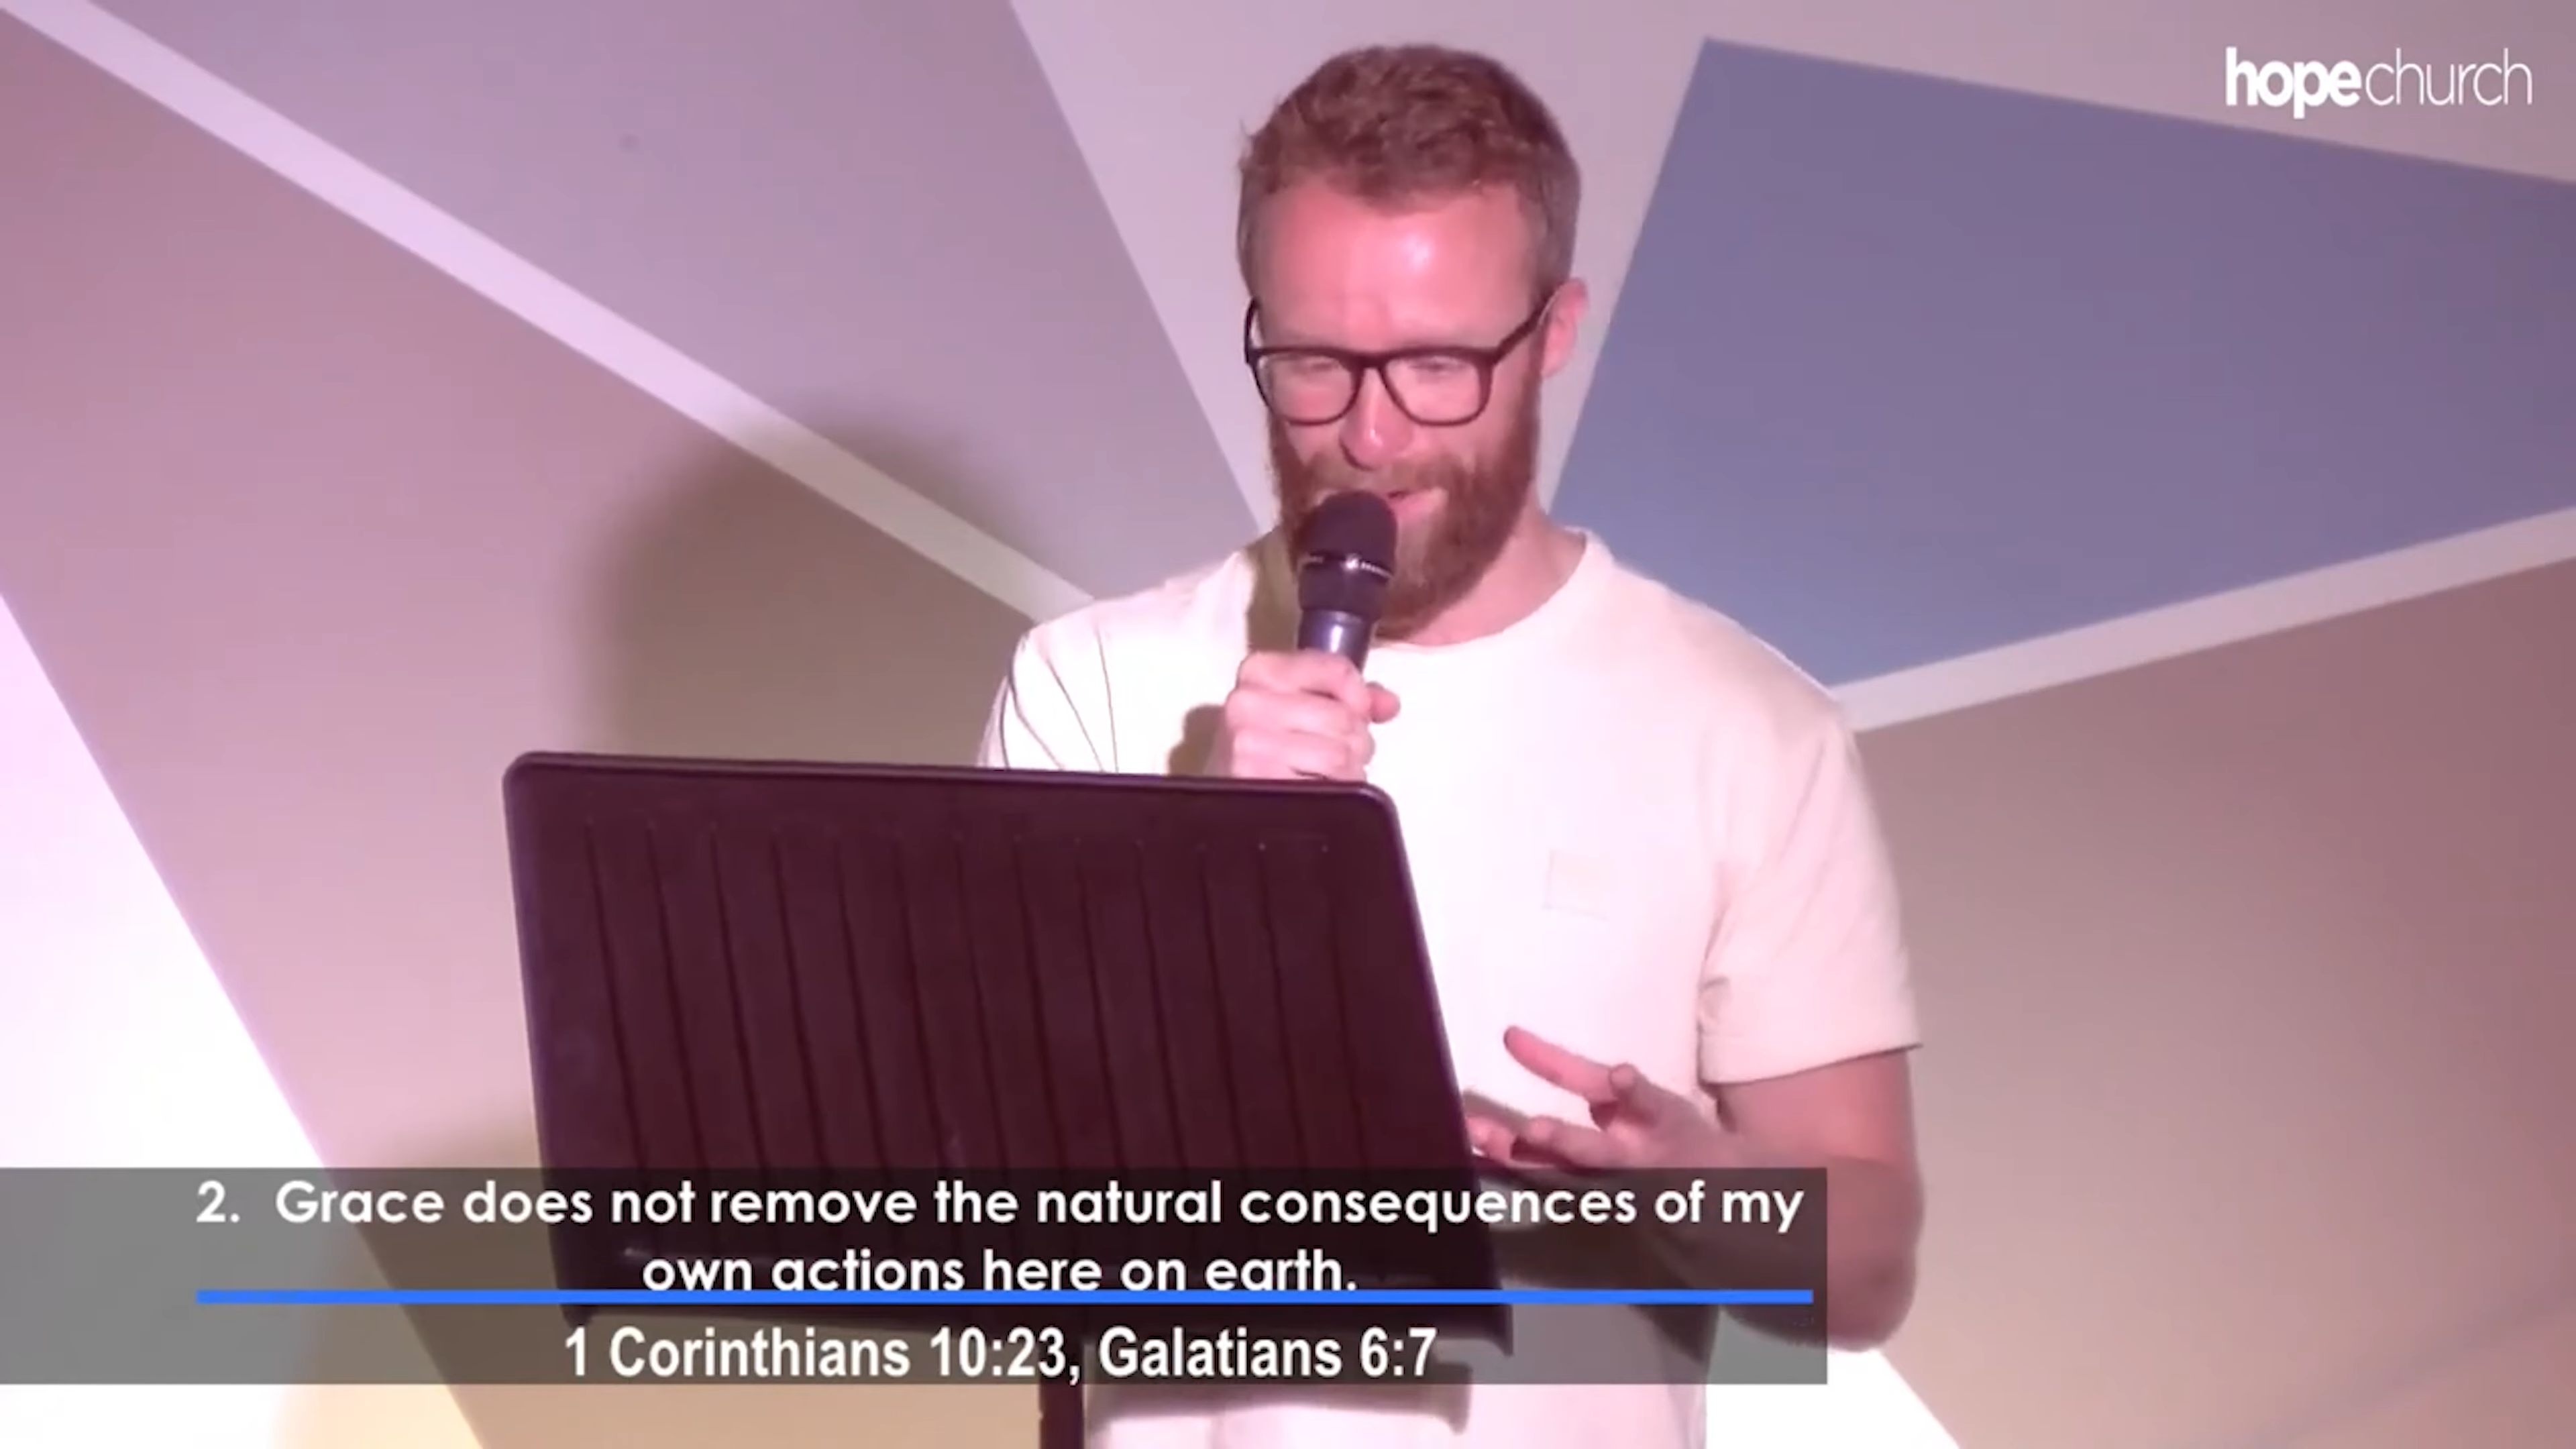 hopechurch
2. Grace does not remove the natural consequences of my
own actions here on earth.
1 Corinthians 10:23, Galatians 6:7